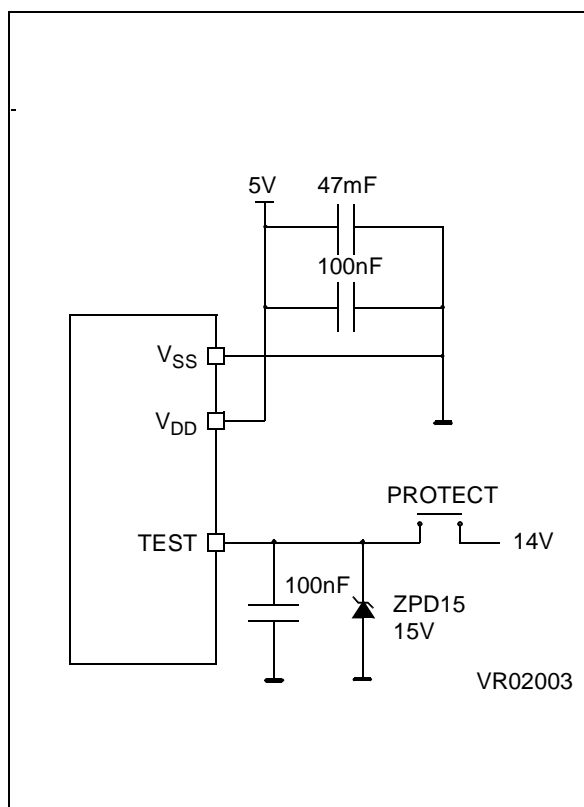 5V
47mF
100nF
VSS
VDD
TEST
PROTECT
14V
100nF
ZPD15
15V
VR02003